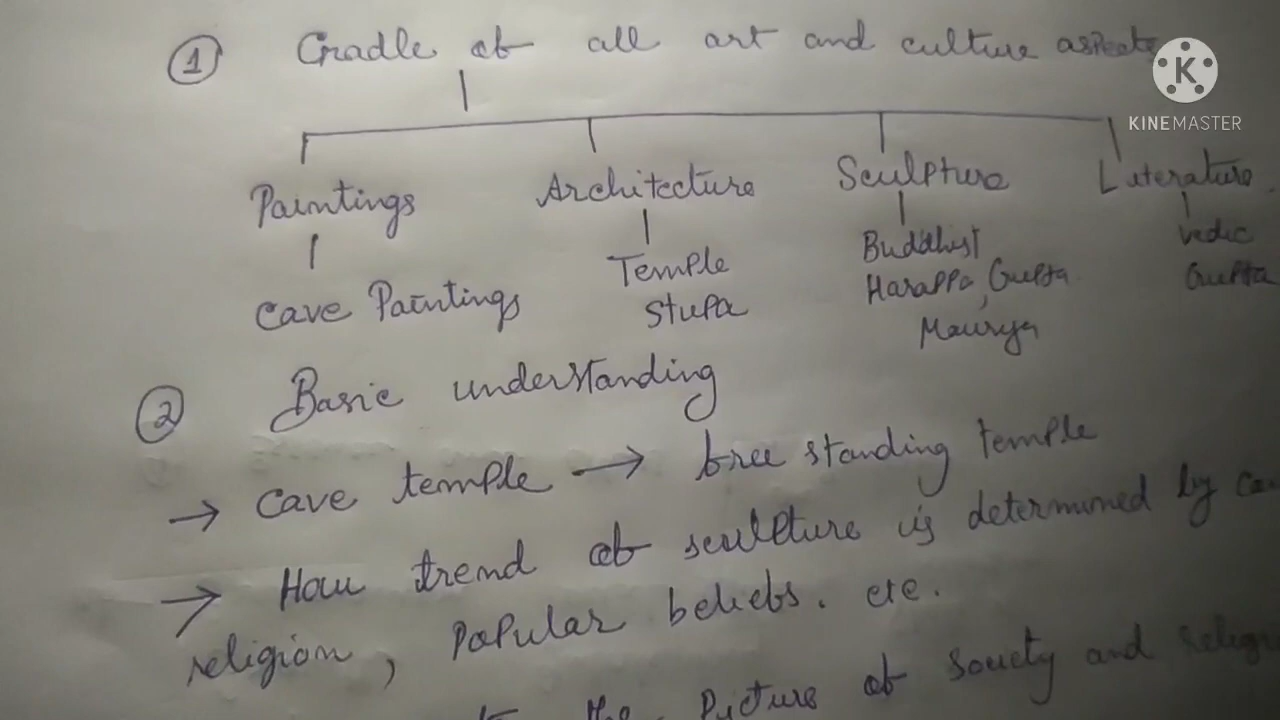 ① Cradle of all art and culture aspects
KINEMASTER
Paintings Architecture Sculpture Literature
Cave Paintings Temple Stupa Buddhist Harappa, Gupta Maurya Vedic Gupta
② Basic understanding
→ Cave temple → free standing temple
→ How trend of sculpture is determined by
religion, popular beliefs. etc.
the picture of society and